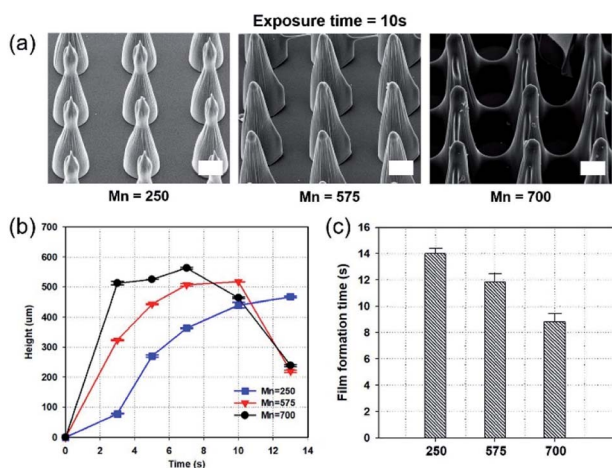 Exposure time = 10s
(a)
Mn = 250
Mn = 575
Mn = 700
(b)
700
600
500
400
300
200
100
0
Height (um)
0
2
4
6
8
10
12
14
Time (s)
Mn=250
Mn=575
Mn=700
(c)
16
14
12
10
8
6
4
2
0
Film formation time (s)
250
575
700